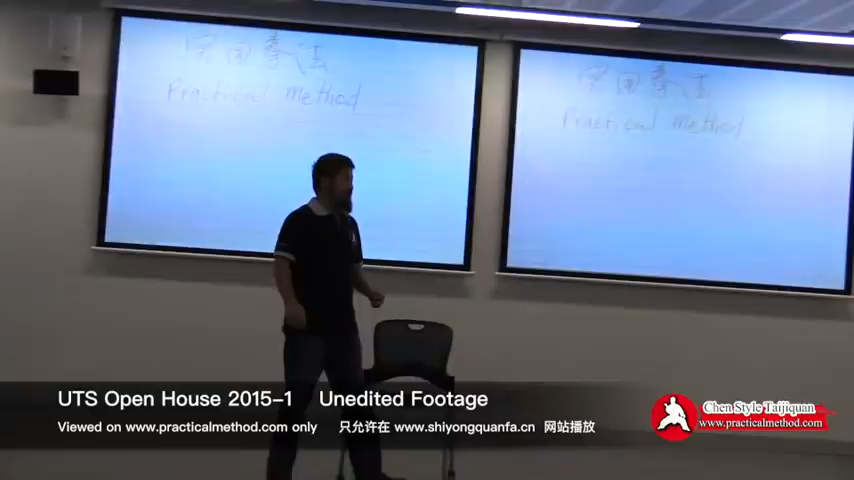 实用拳法
Practical Method
实用拳法
Practical Method
UTS Open House 2015-1 Unedited Footage
Viewed on www.practicalmethod.com only 只允许在 www.shiyongquanfa.cn 网站播放
Chen Style Taijiquan
www.practicalmethod.com